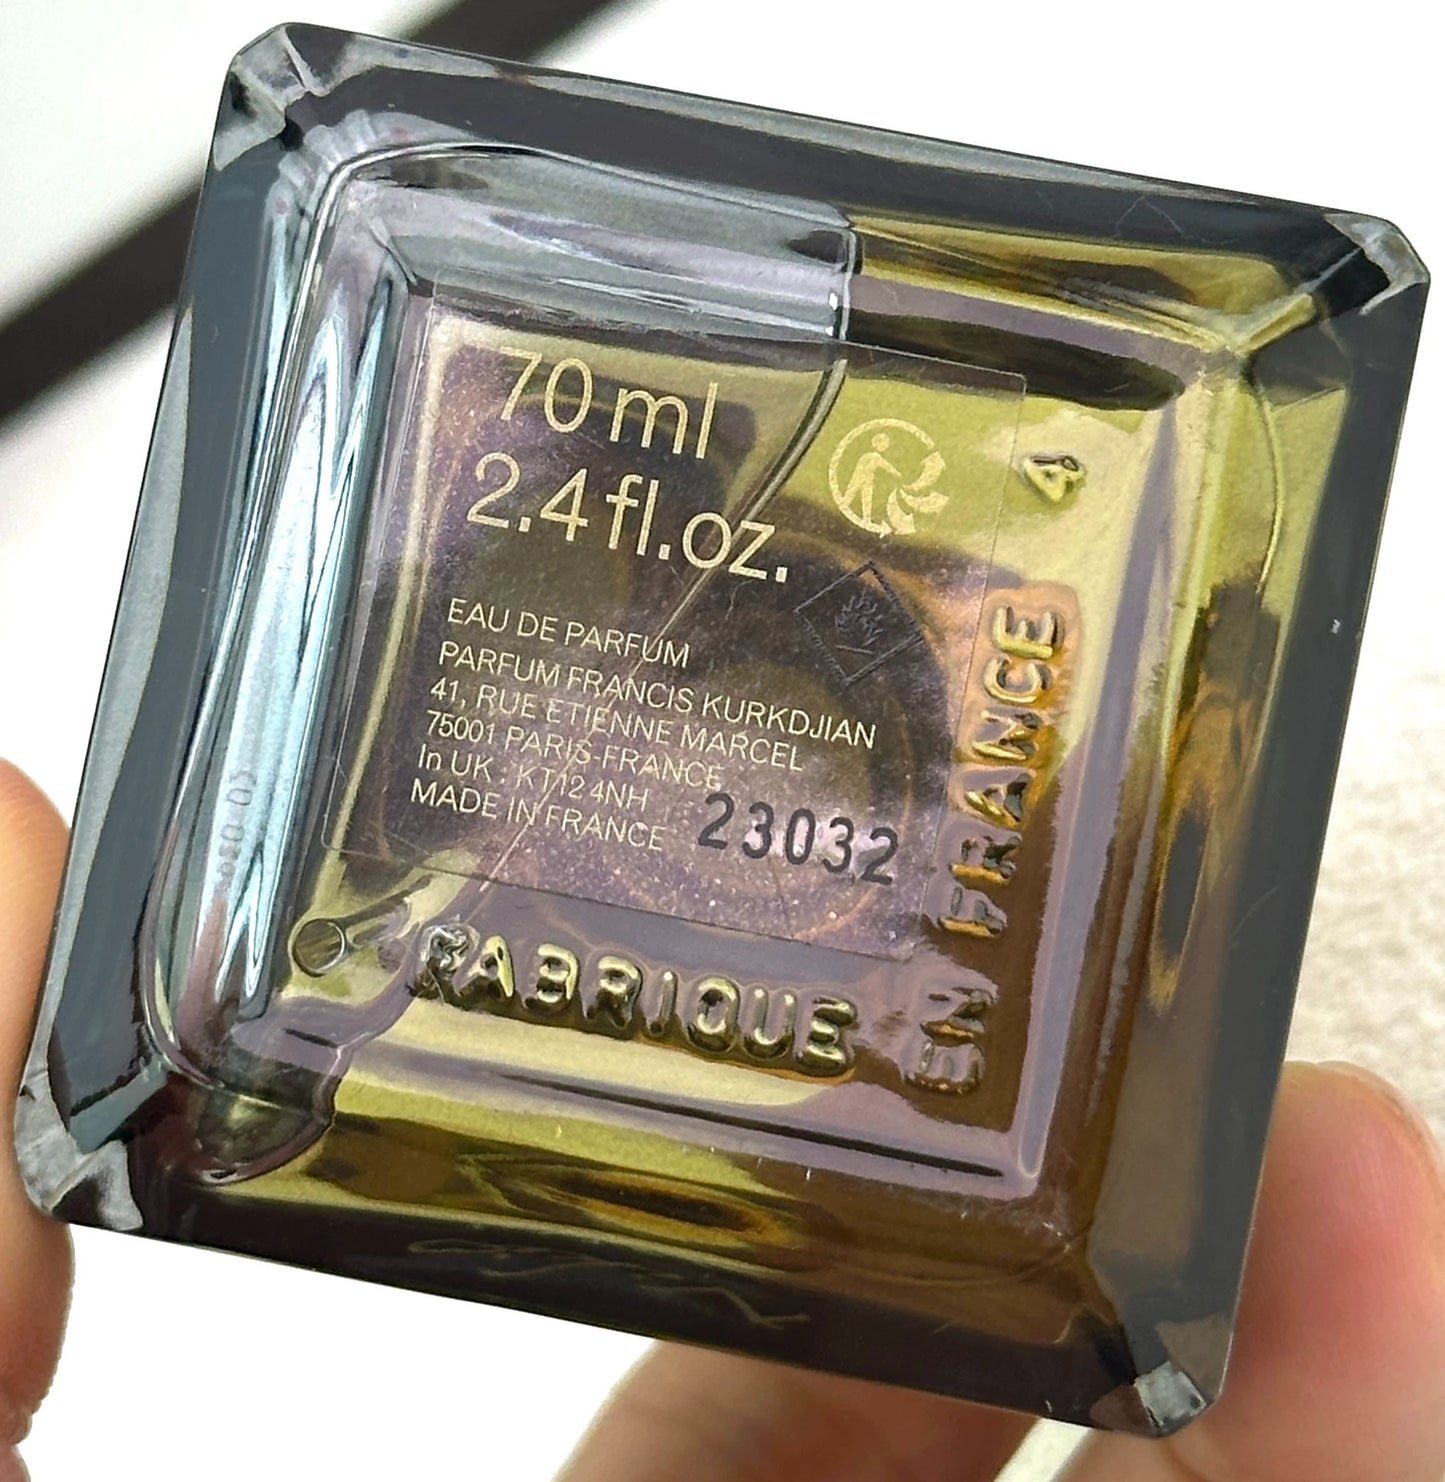 70 ml
2.4 fl.oz.
EAU DE PARFUM
PARFUM FRANCIS KURKDJIAN
41, RUE ETIENNE MARCEL
75001 PARIS-FRANCE
In UK : KT12 4NH
MADE IN FRANCE
23032
4
FABRIQUE
EN FRANCE